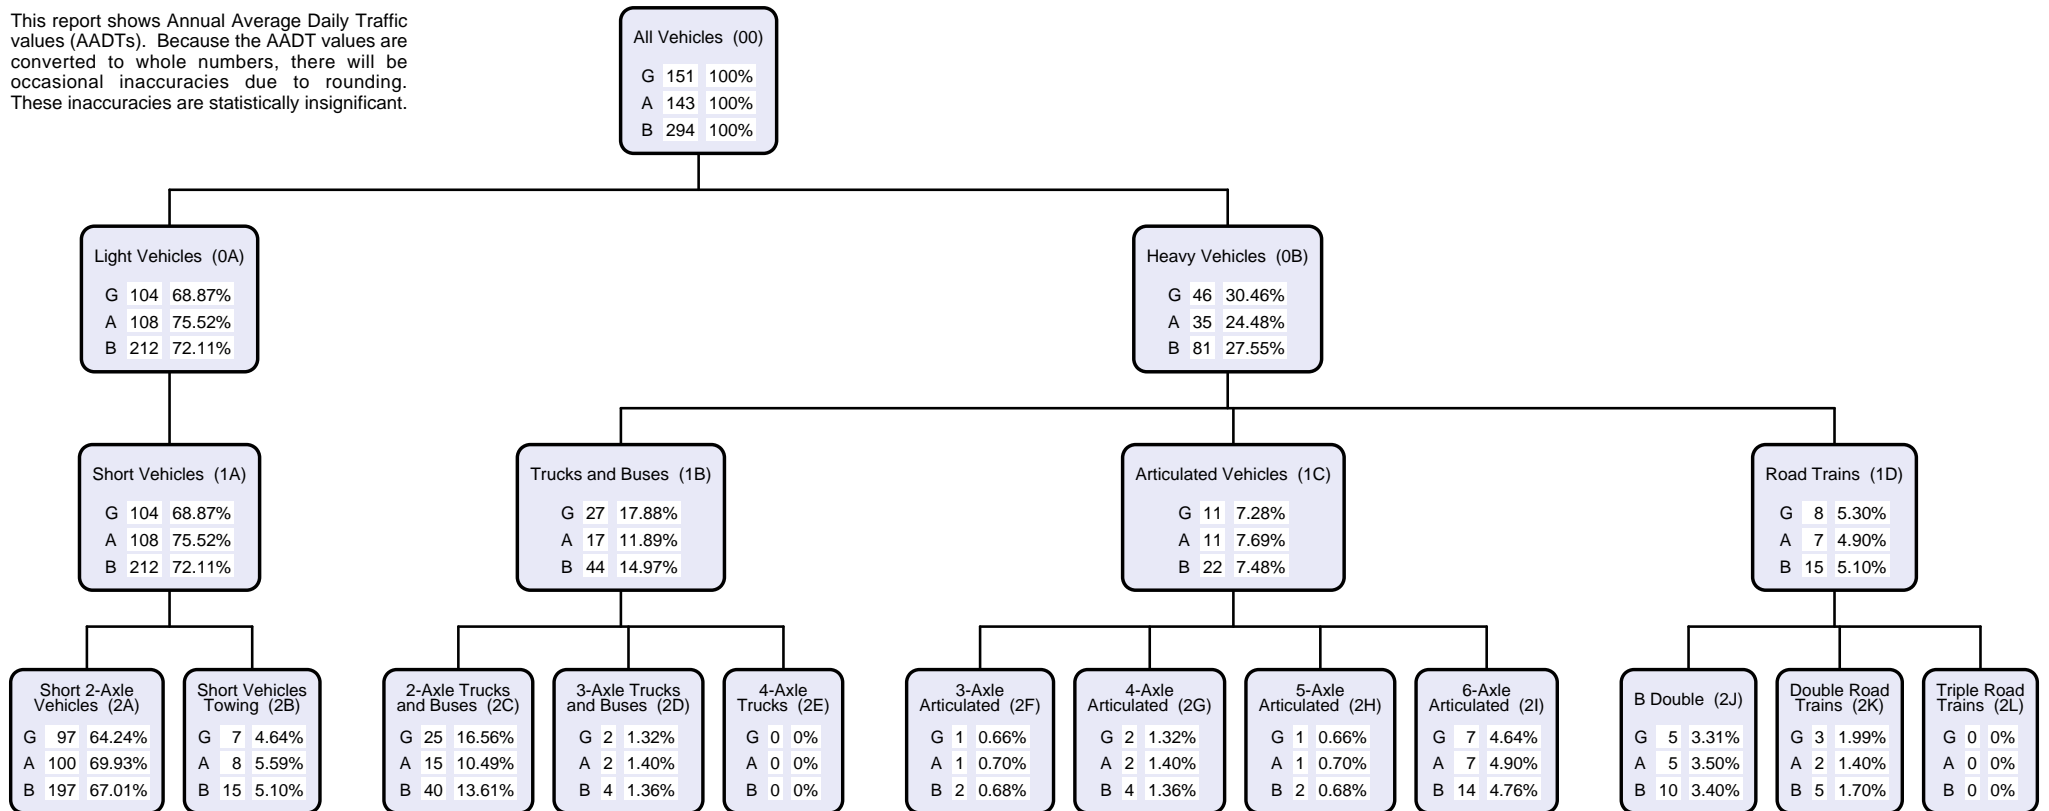 This report shows Annual Average Daily Traffic
values (AADTs).  Because the AADT values are
converted to whole numbers, there will be
occasional inaccuracies due to rounding.
These inaccuracies are statistically insignificant.
All Vehicles (00)
G 151 100%
A 143 100%
B 294 100%
Light Vehicles (0A)
G 104 68.87%
A 108 75.52%
B 212 72.11%
Heavy Vehicles (0B)
G 46 30.46%
A 35 24.48%
B 81 27.55%
Short Vehicles (1A)
G 104 68.87%
A 108 75.52%
B 212 72.11%
Trucks and Buses (1B)
G 27 17.88%
A 17 11.89%
B 44 14.97%
Articulated Vehicles (1C)
G 11 7.28%
A 11 7.69%
B 22 7.48%
Road Trains (1D)
G 8 5.30%
A 7 4.90%
B 15 5.10%
Short 2-Axle
Vehicles (2A)
G 97 64.24%
A 100 69.93%
B 197 67.01%
Short Vehicles
Towing (2B)
G 7 4.64%
A 8 5.59%
B 15 5.10%
2-Axle Trucks
and Buses (2C)
G 25 16.56%
A 15 10.49%
B 40 13.61%
3-Axle Trucks
and Buses (2D)
G 2 1.32%
A 2 1.40%
B 4 1.36%
4-Axle
Trucks (2E)
G 0 0%
A 0 0%
B 0 0%
3-Axle
Articulated (2F)
G 1 0.66%
A 1 0.70%
B 2 0.68%
4-Axle
Articulated (2G)
G 2 1.32%
A 2 1.40%
B 4 1.36%
5-Axle
Articulated (2H)
G 1 0.66%
A 1 0.70%
B 2 0.68%
6-Axle
Articulated (2I)
G 7 4.64%
A 7 4.90%
B 14 4.76%
B Double (2J)
G 5 3.31%
A 5 3.50%
B 10 3.40%
Double Road
Trains (2K)
G 3 1.99%
A 2 1.40%
B 5 1.70%
Triple Road
Trains (2L)
G 0 0%
A 0 0%
B 0 0%